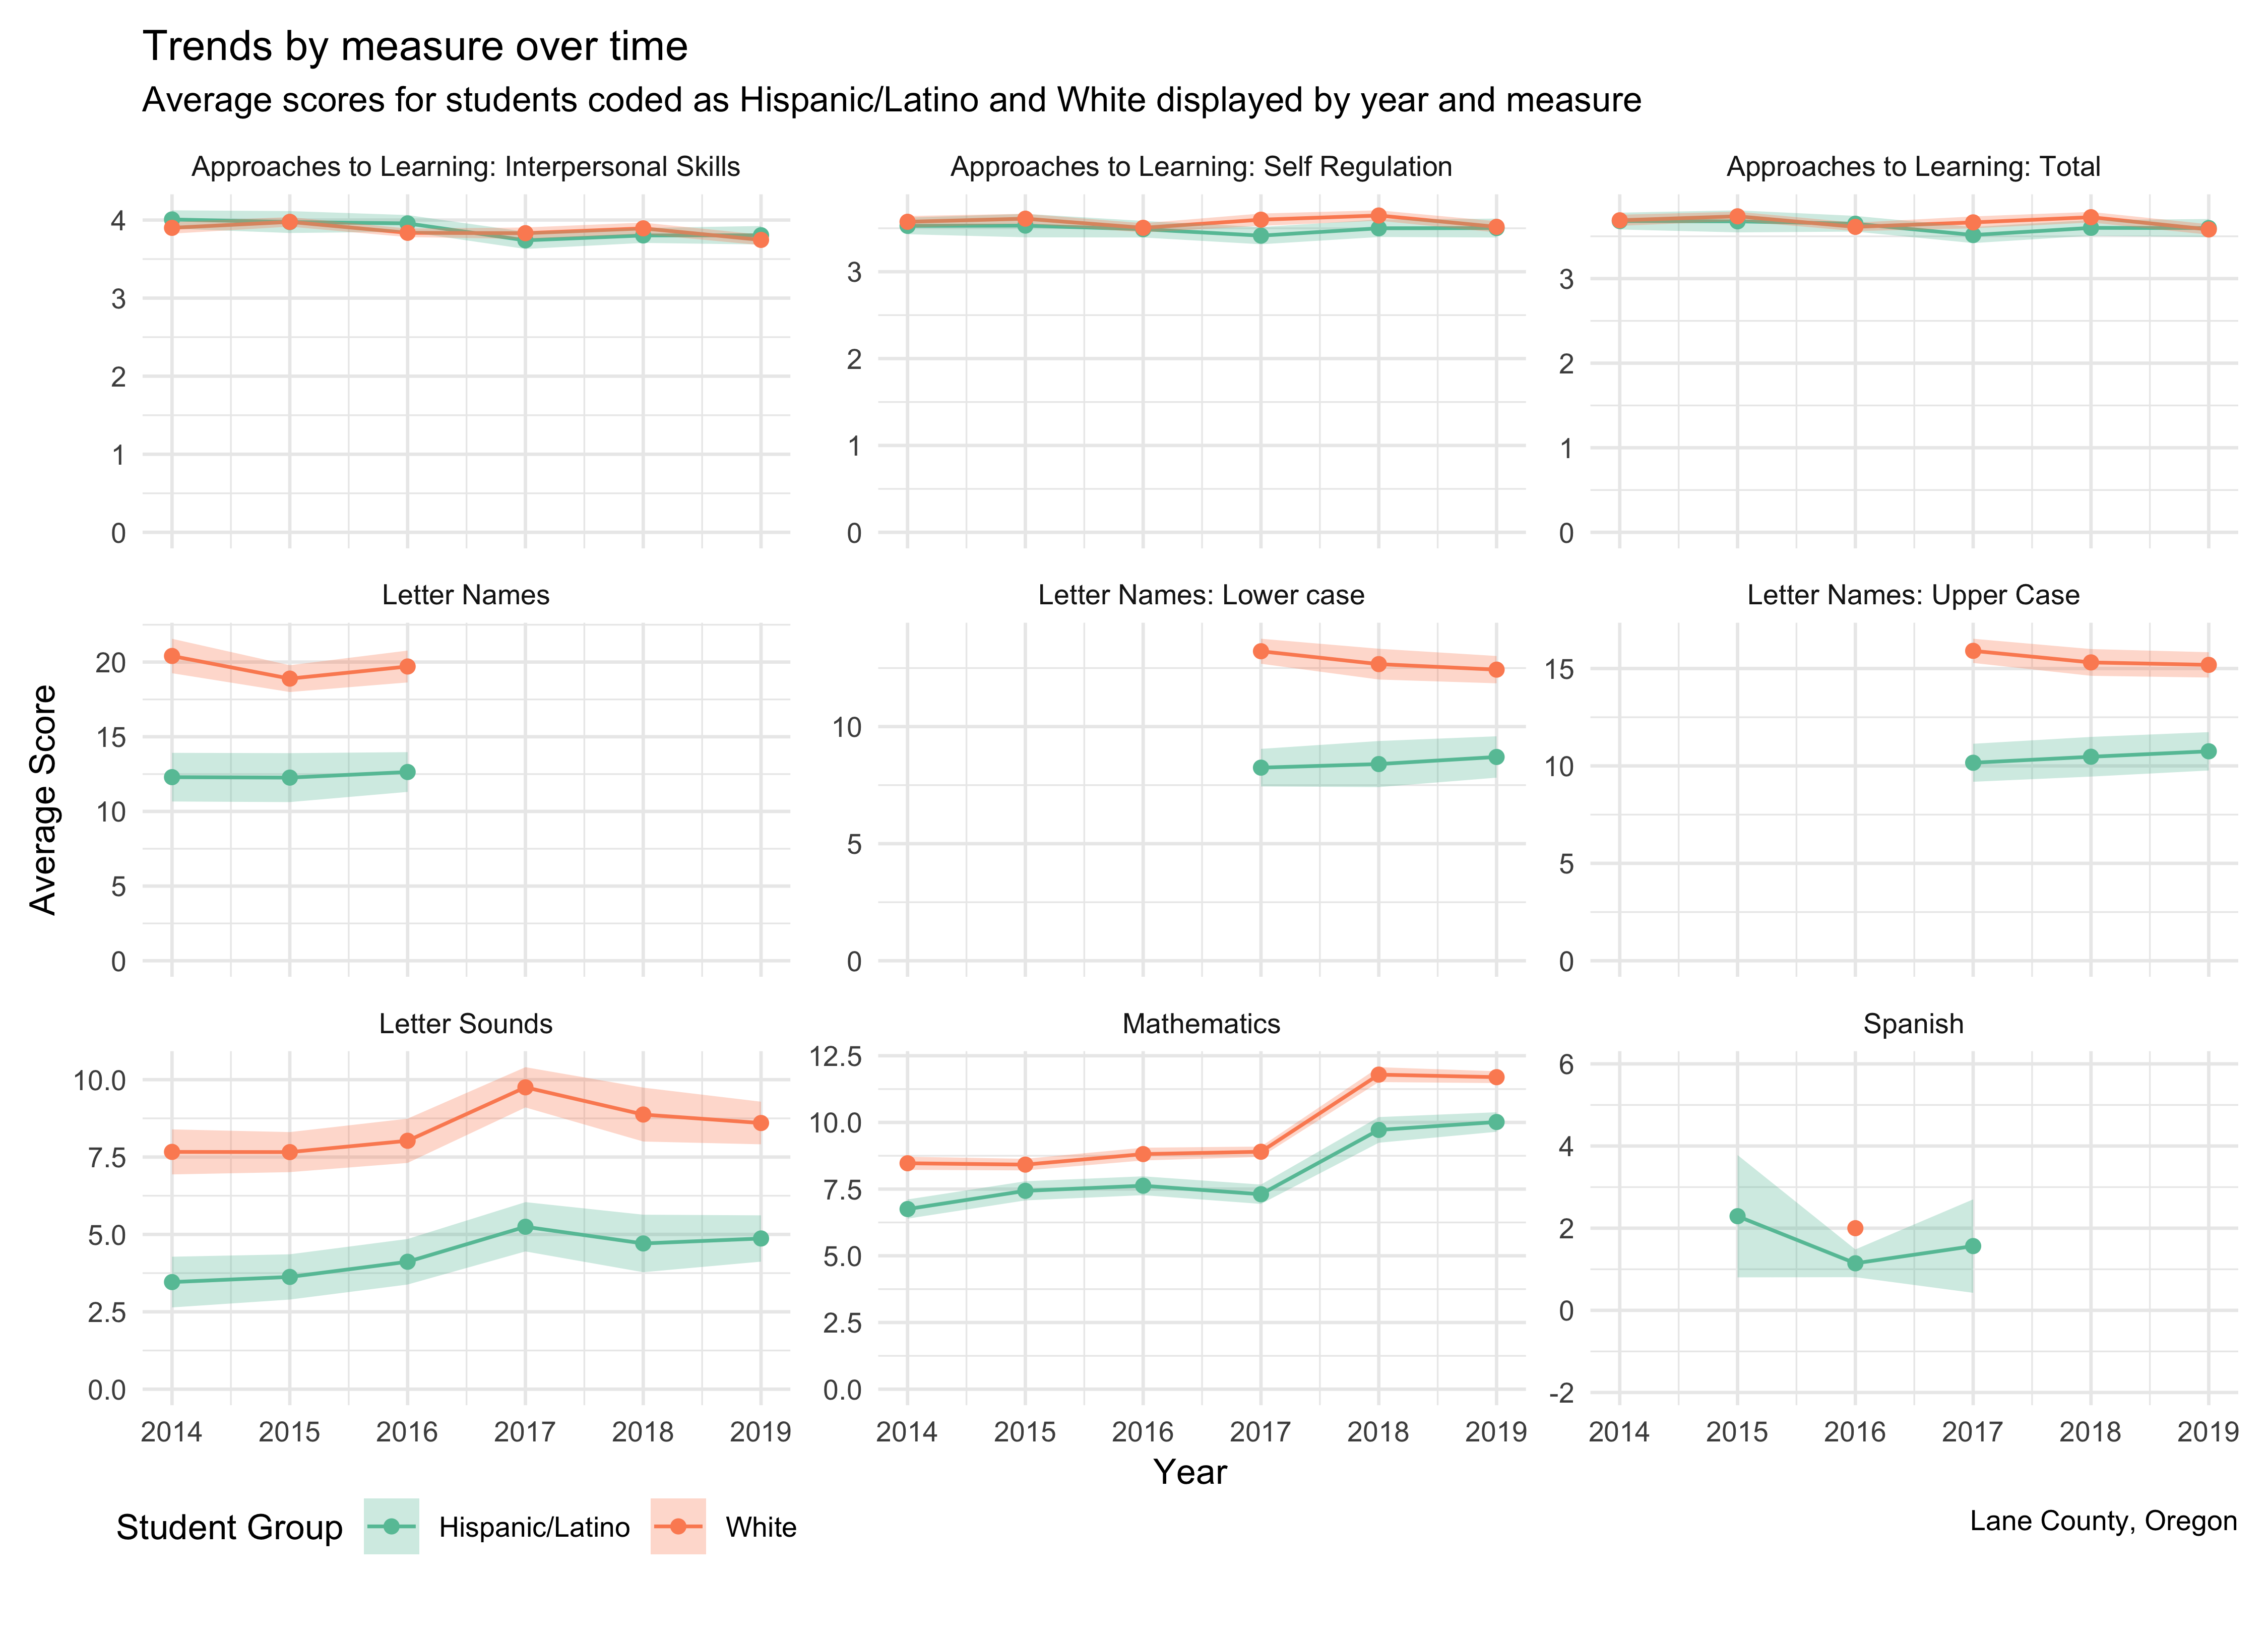 Trends by measure over time
Average scores for students coded as Hispanic/Latino and White displayed by year and measure
Approaches to Learning: Interpersonal Skills
Approaches to Learning: Self Regulation
Approaches to Learning: Total
4
3
2
1
0
3
2
1
0
3
2
1
0
Letter Names
Letter Names: Lower case
Letter Names: Upper Case
20
15
10
5
0
10
5
0
15
10
5
0
Average Score
Letter Sounds
Mathematics
Spanish
10.0
7.5
5.0
2.5
0.0
12.5
10.0
7.5
5.0
2.5
0.0
6
4
2
0
-2
2014 2015 2016 2017 2018 2019
2014 2015 2016 2017 2018 2019
2014 2015 2016 2017 2018 2019
Year
Student Group Hispanic/Latino White
Lane County, Oregon